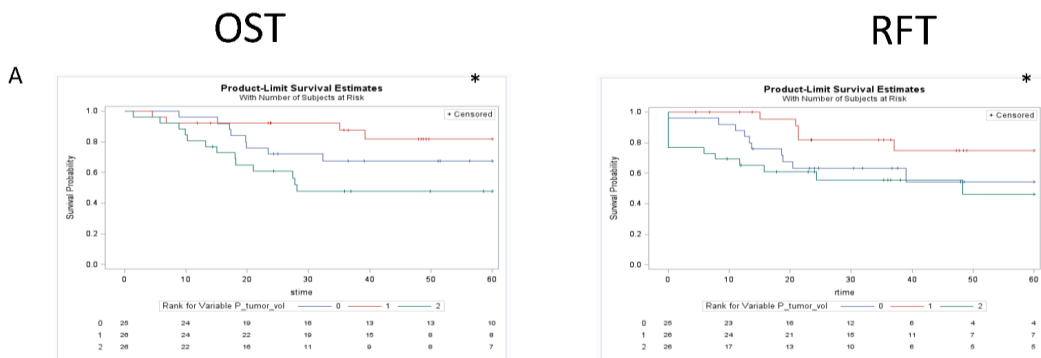 OST
RFT
A
*
Product-Limit Survival Estimates
With Number of Subjects at Risk
+ Censored
Survival Probability
1.0
0.8
0.6
0.4
0.2
0.0
0 10 20 30 40 50 60
stime
Rank for Variable P_tumor_vol 0 1 2
0 25 24 19 16 13 13 10
1 26 24 22 19 15 8 8
2 26 22 16 11 9 8 7
*
Product-Limit Survival Estimates
With Number of Subjects at Risk
+ Censored
Survival Probability
1.0
0.8
0.6
0.4
0.2
0.0
0 10 20 30 40 50 60
rtime
Rank for Variable P_tumor_vol 0 1 2
0 25 23 16 12 6 4 4
1 26 24 21 15 11 7 7
2 26 17 13 10 6 5 5